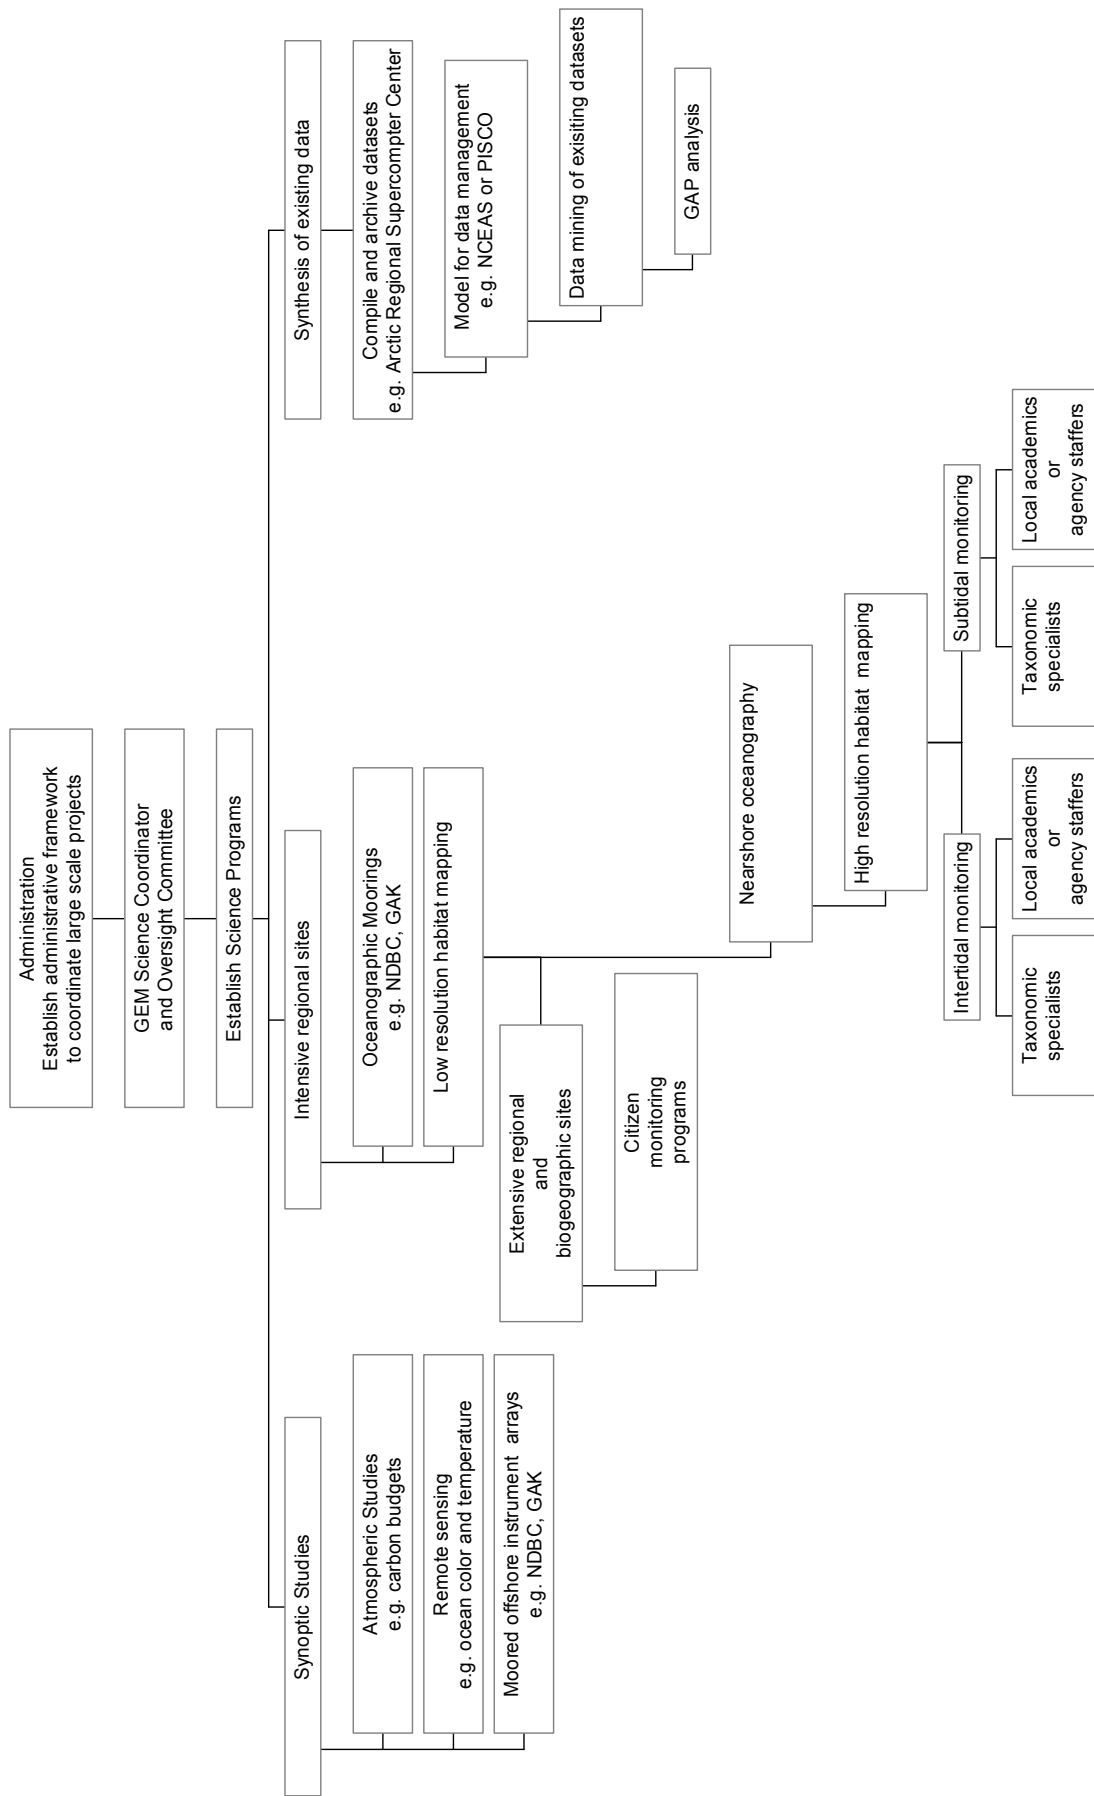 Administration
Establish administrative framework
to coordinate large scale projects
GEM Science Coordinator
and Oversight Committee
Establish Science Programs
Synoptic Studies
Atmospheric Studies
e.g. carbon budgets
Remote sensing
e.g. ocean color and temperature
Moored offshore instrument arrays
e.g. NDBC, GAK
Intensive regional sites
Oceanographic Moorings
e.g. NDBC, GAK
Low resolution habitat mapping
Extensive regional
and
biogeographic sites
Citizen
monitoring
programs
Nearshore oceanography
High resolution habitat mapping
Intertidal monitoring
Taxonomic
specialists
Local academics
or
agency staffers
Subtidal monitoring
Taxonomic
specialists
Local academics
or
agency staffers
Synthesis of existing data
Compile and archive datasets
e.g. Arctic Regional Supercompter Center
Model for data management
e.g. NCEAS or PISCO
Data mining of exisiting datasets
GAP analysis